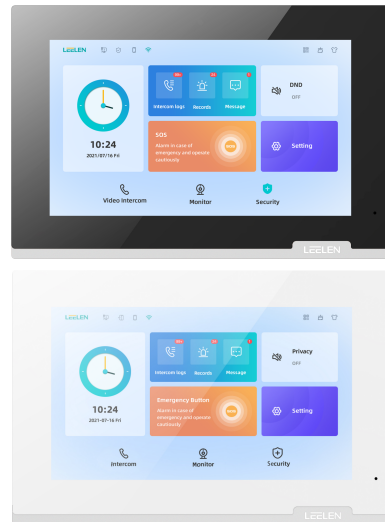 LEELEN
DND
OFF
Intercom logs
Records
Message
10:24
2021/07/16 Fri
SOS
Alarm in case of
emergency and operate
cautiously
Setting
Video Intercom
Monitor
Security
LEELEN
LEELEN
Privacy
OFF
Intercom logs
Records
Message
10:24
2021-07-16 Fri
Emergency Button
Alarm in case of
emergency and operate
cautiously
Setting
Intercom
Monitor
Security
LEELEN